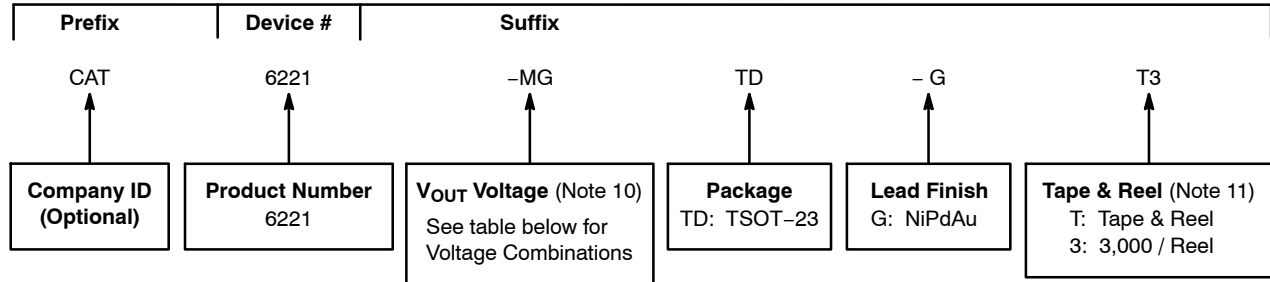 Prefix Device # Suffix
CAT 6221 –MG TD – G T3
Company ID
(Optional)
Product Number
6221
VOUT Voltage (Note 10)
See table below for
Voltage Combinations
Package
TD: TSOT–23
Lead Finish
G: NiPdAu
Tape & Reel (Note 11)
T: Tape & Reel
3: 3,000 / Reel